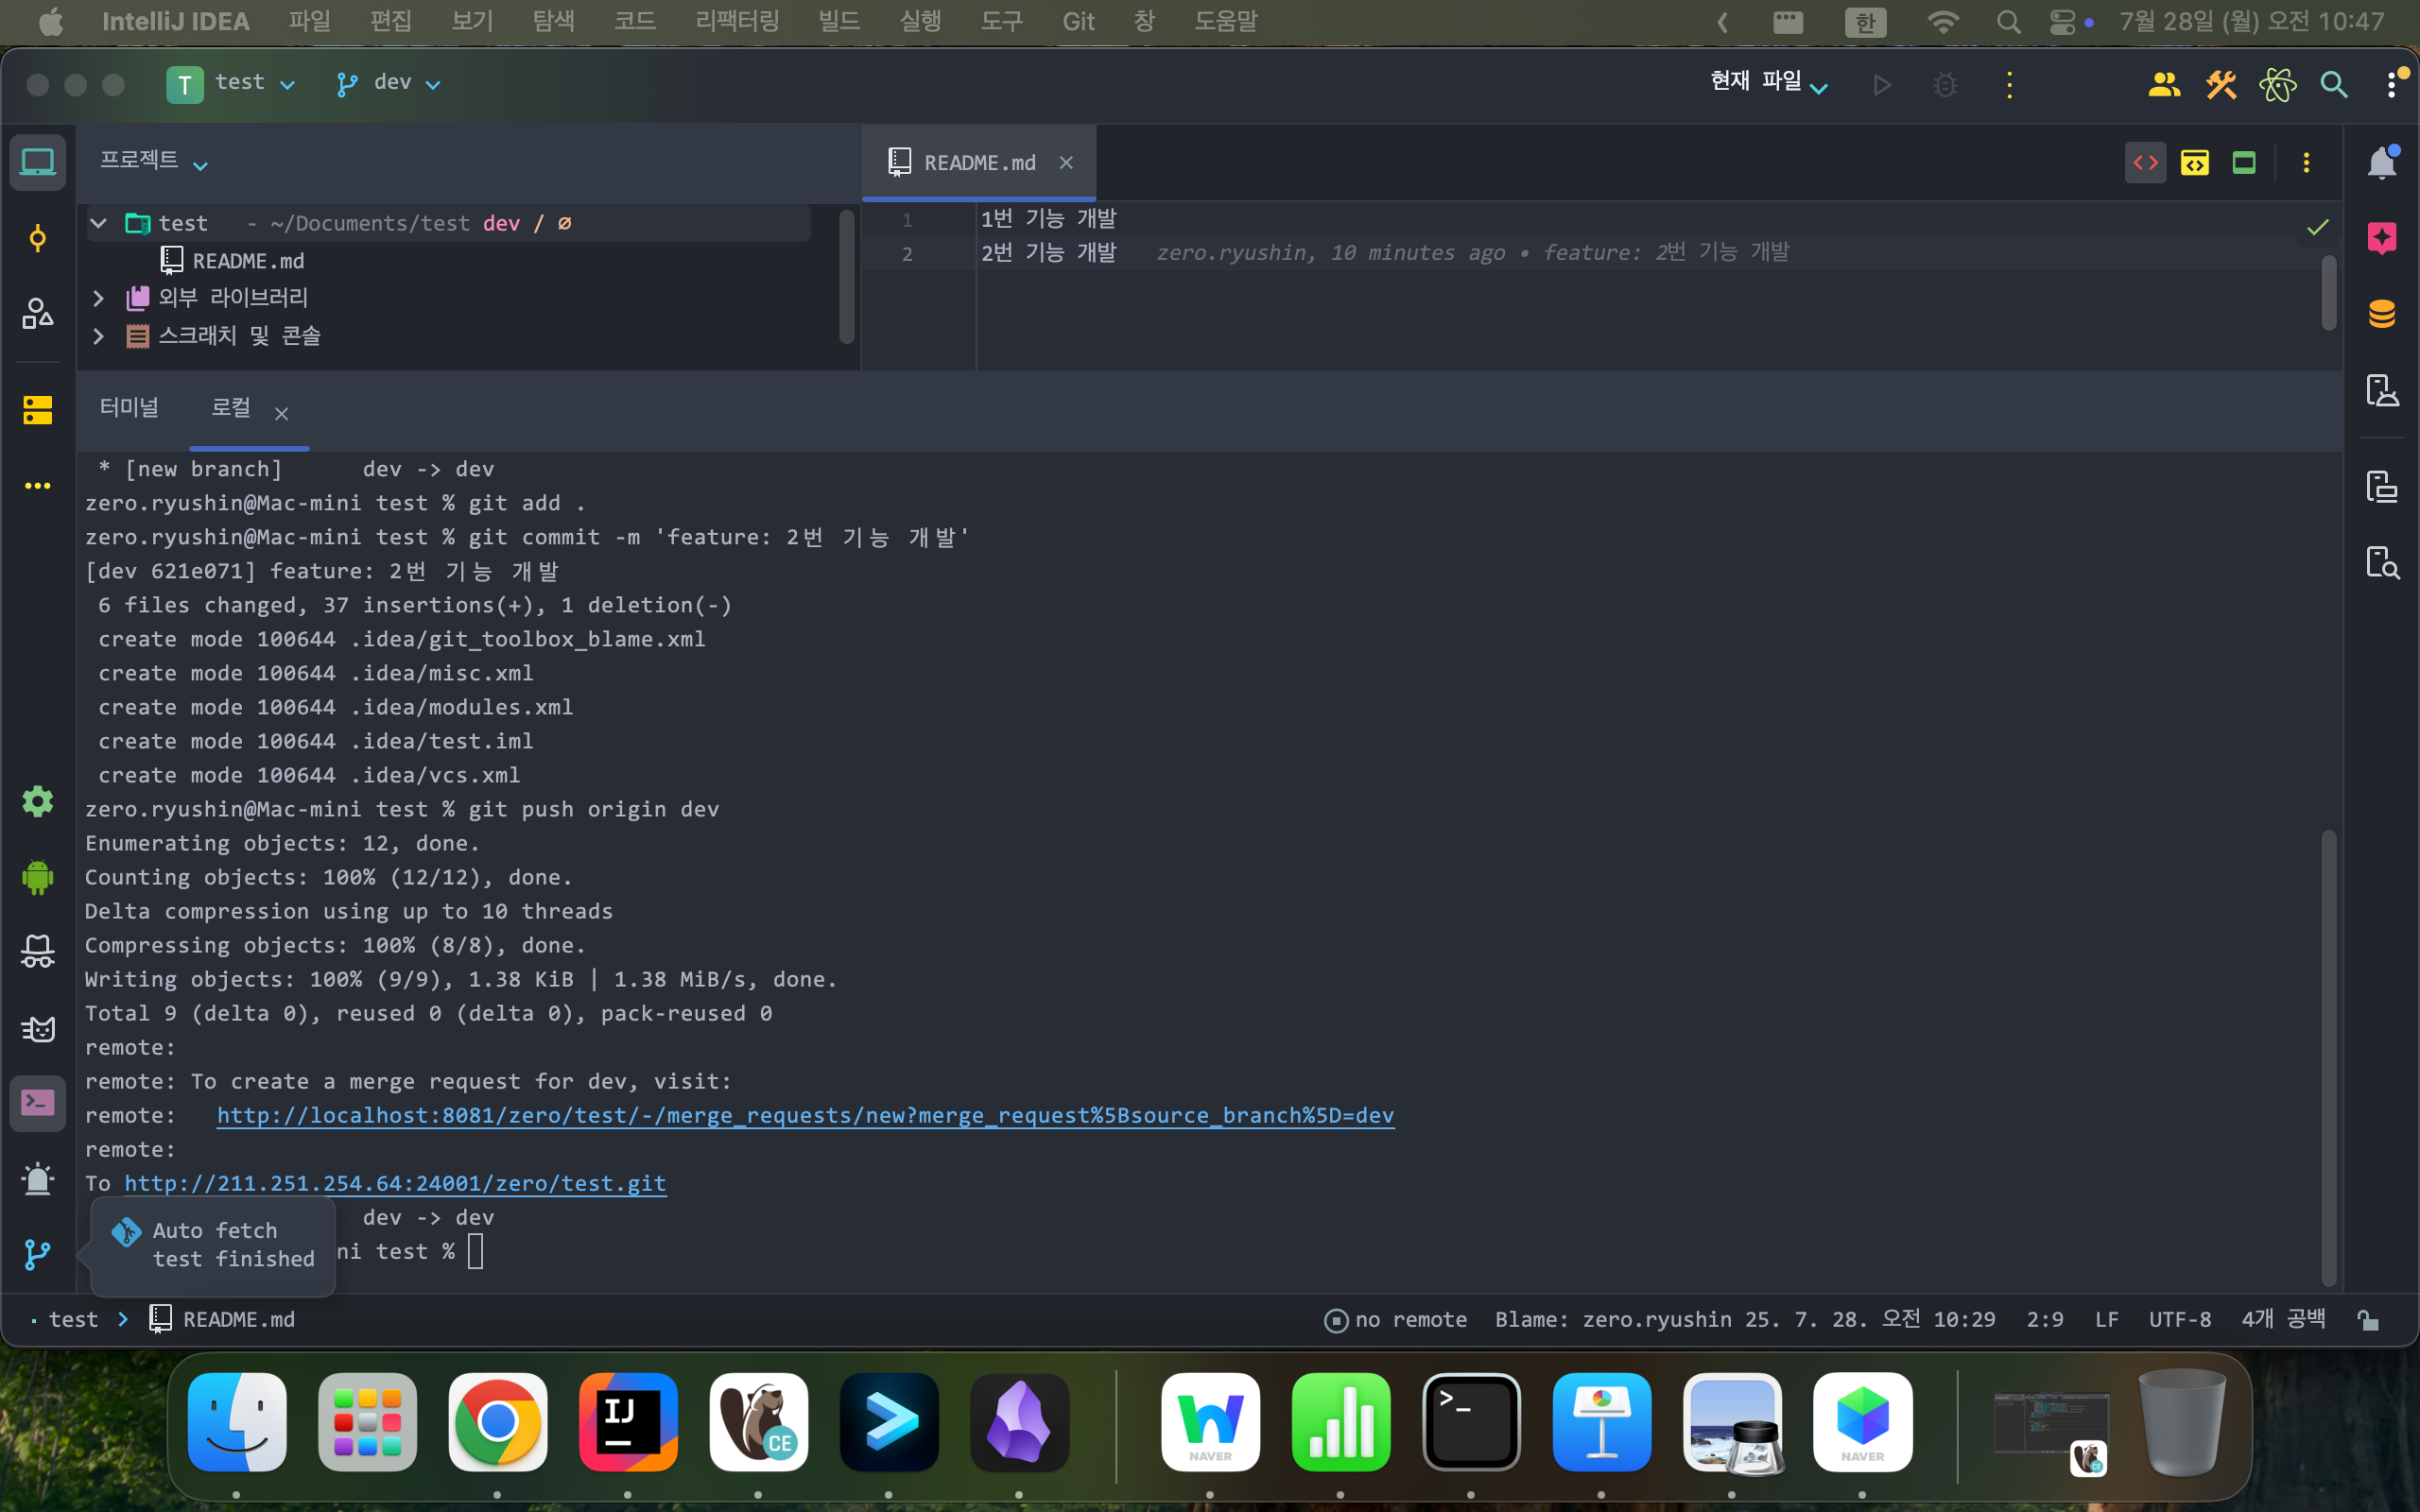 IntelliJ IDEA 파일 편집 보기 탐색 코드 리팩터링 빌드 실행 도구 Git 창 도움말 한 7월 28일 (월) 오전 10:47
T test dev 현재 파일
프로젝트 README.md
test - ~/Documents/test dev / ∅
README.md
외부 라이브러리
스크래치 및 콘솔
1 1번 기능 개발
2 2번 기능 개발 zero.ryushin, 10 minutes ago • feature: 2번 기능 개발
터미널 로컬
* [new branch] dev -> dev
zero.ryushin@Mac-mini test % git add .
zero.ryushin@Mac-mini test % git commit -m 'feature: 2번 기능 개발'
[dev 621e071] feature: 2번 기능 개발
6 files changed, 37 insertions(+), 1 deletion(-)
create mode 100644 .idea/git_toolbox_blame.xml
create mode 100644 .idea/misc.xml
create mode 100644 .idea/modules.xml
create mode 100644 .idea/test.iml
create mode 100644 .idea/vcs.xml
zero.ryushin@Mac-mini test % git push origin dev
Enumerating objects: 12, done.
Counting objects: 100% (12/12), done.
Delta compression using up to 10 threads
Compressing objects: 100% (8/8), done.
Writing objects: 100% (9/9), 1.38 KiB | 1.38 MiB/s, done.
Total 9 (delta 0), reused 0 (delta 0), pack-reused 0
remote:
remote: To create a merge request for dev, visit:
remote: http://localhost:8081/zero/test/-/merge_requests/new?merge_request%5Bsource_branch%5D=dev
remote:
To http://211.251.254.64:24001/zero/test.git
dev -> dev
ni test %
Auto fetch
test finished
test README.md no remote Blame: zero.ryushin 25. 7. 28. 오전 10:29 2:9 LF UTF-8 4개 공백
IJ
CE
NAVER
>_
NAVER
CE